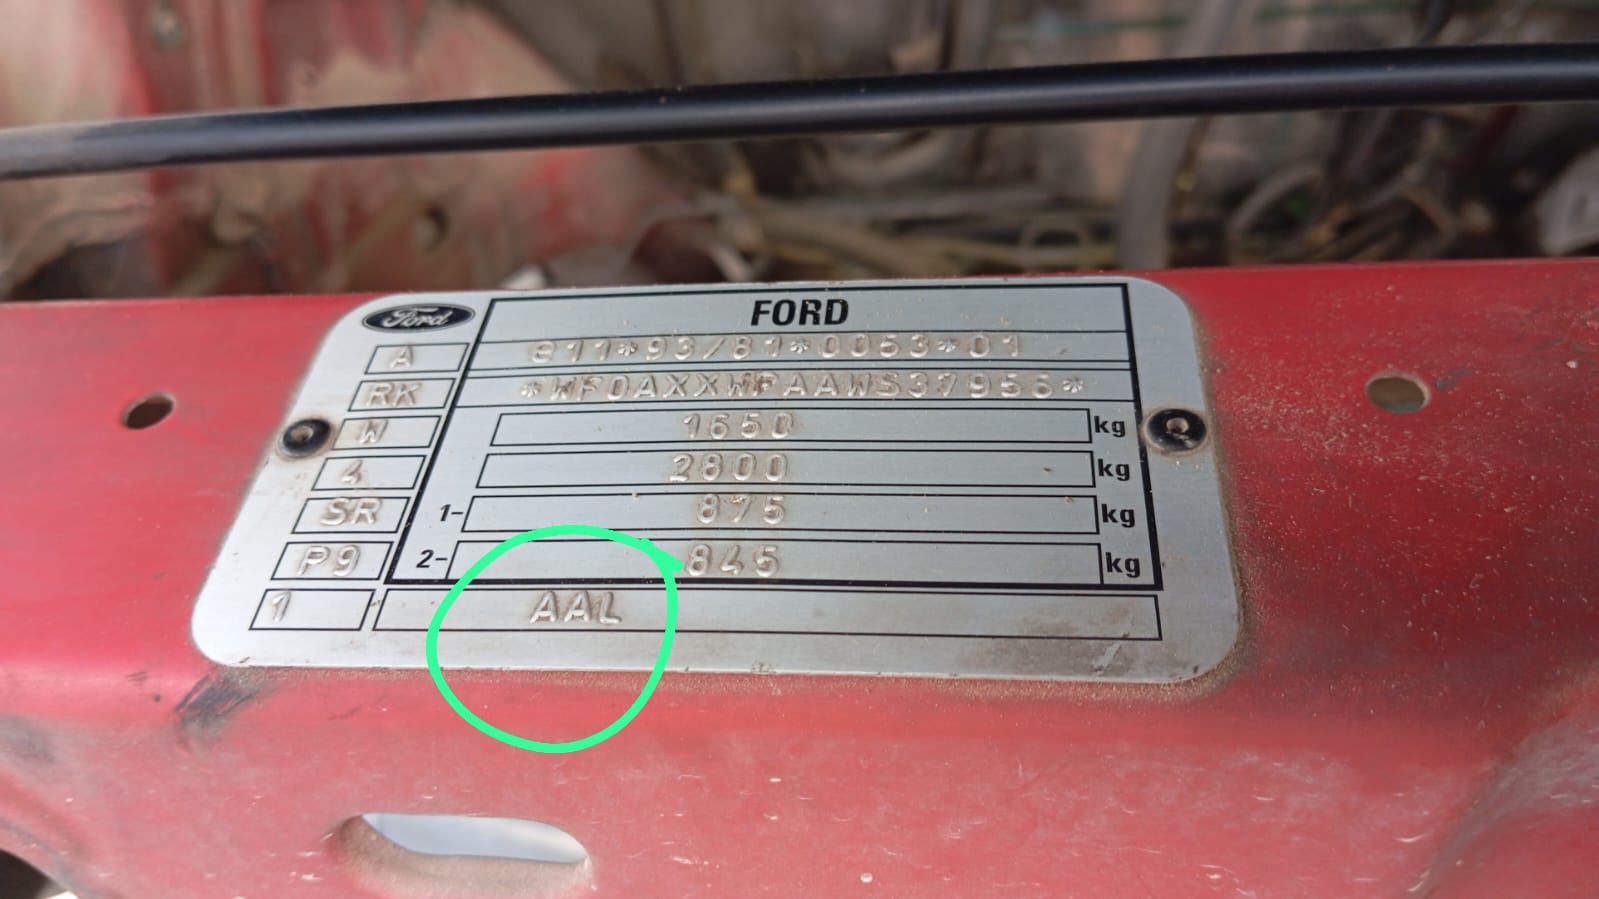 Ford FORD
A e11*93/81*0053*01
RK *WF0AXXWPAAWS37956*
W 1650 kg
4 2800 kg
SR 1- 875 kg
P9 2- 845 kg
1 AAL